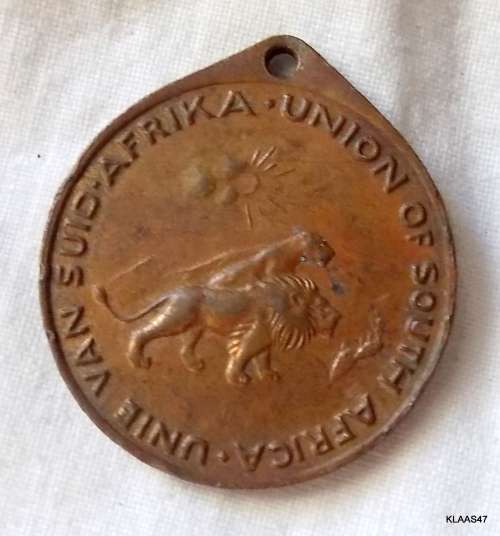 UNIE VAN SUID-AFRIKA · UNION OF SOUTH AFRICA ·
KLAAS47